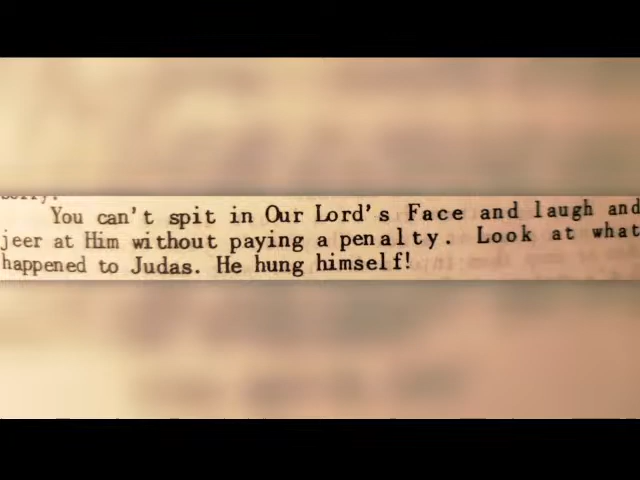 You can't spit in Our Lord's Face and laugh and
jeer at Him without paying a penalty. Look at what
happened to Judas. He hung himself!